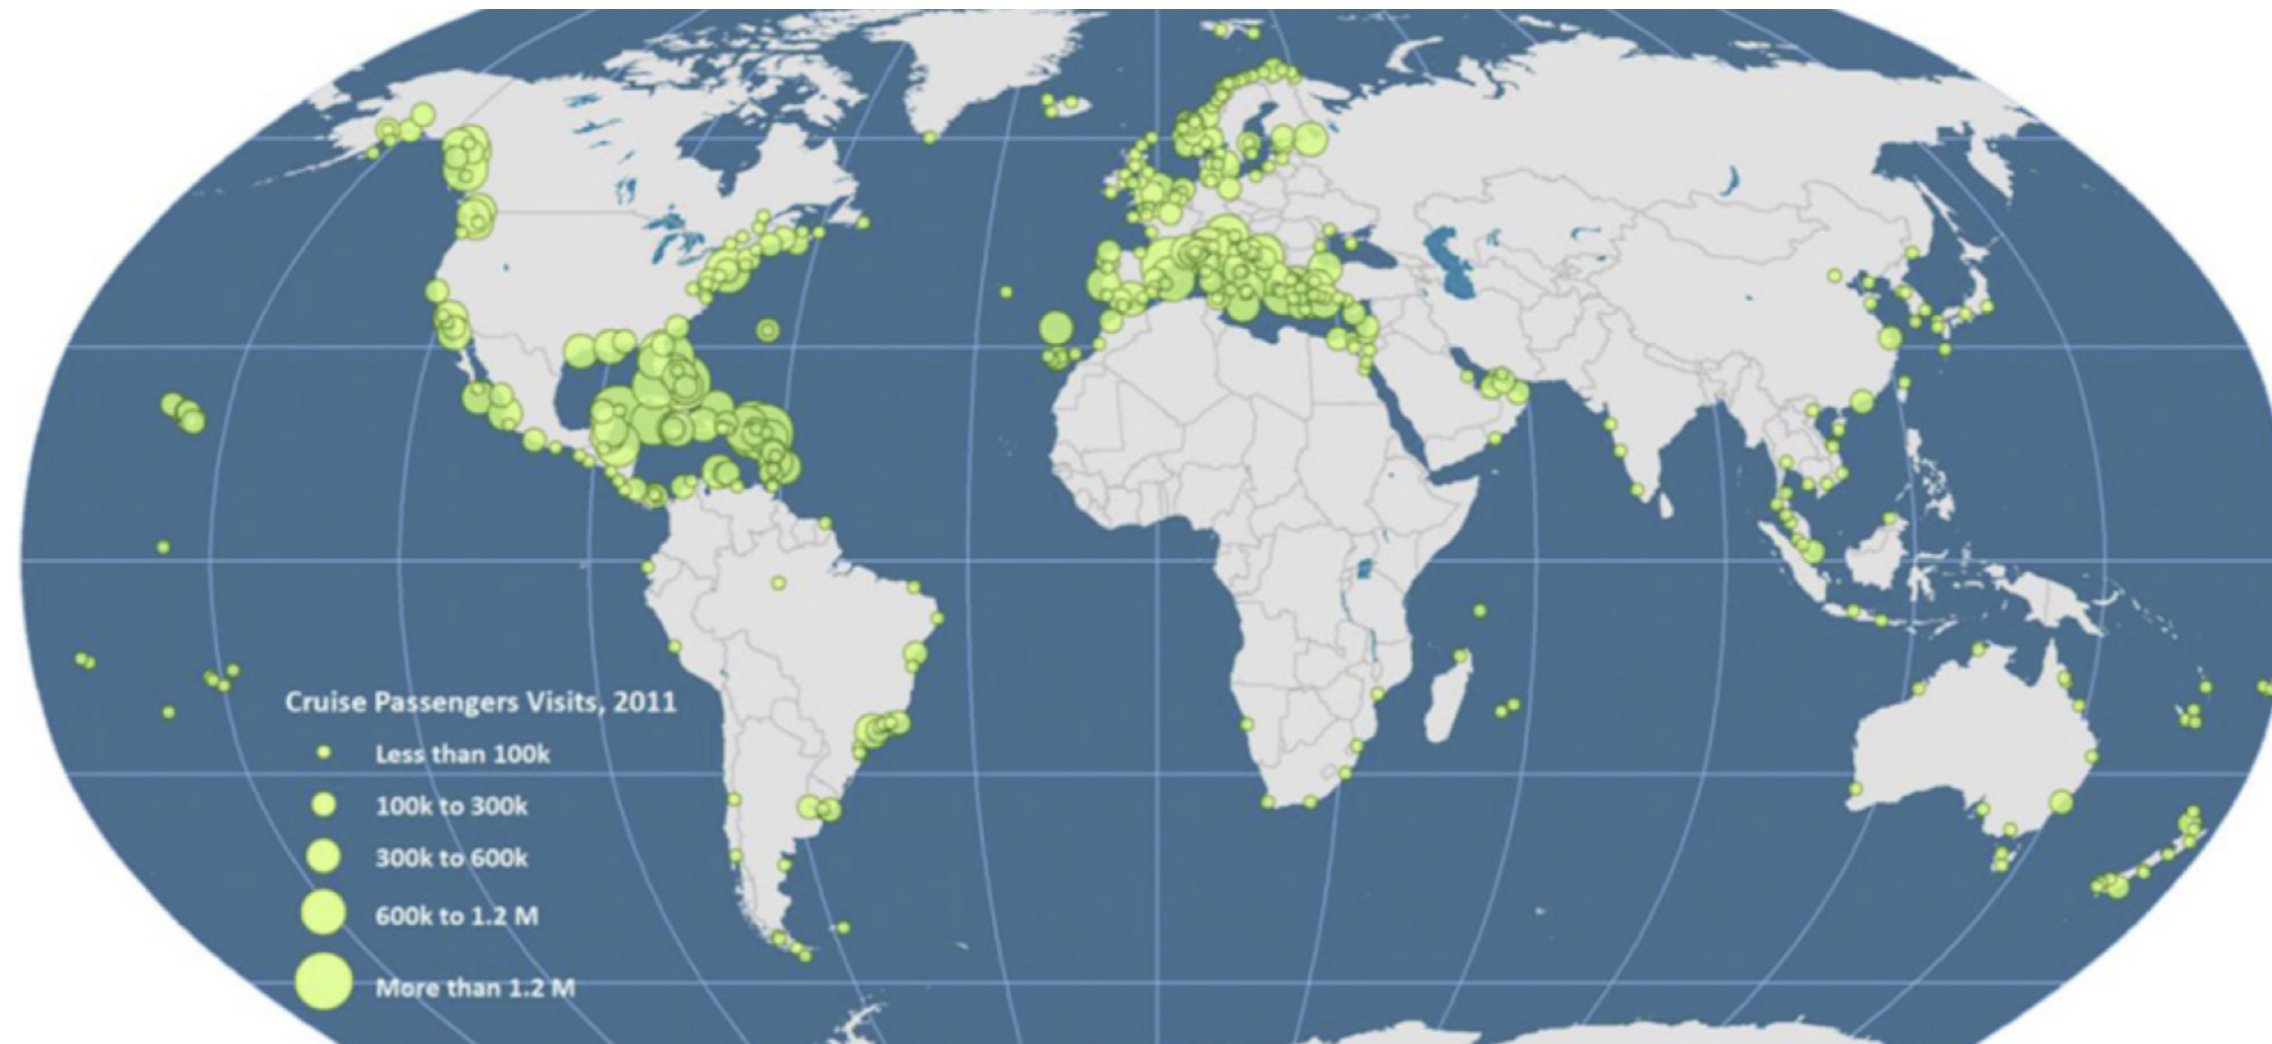 Cruise Passengers Visits, 2011
Less than 100k
100k to 300k
300k to 600k
600k to 1.2 M
More than 1.2 M